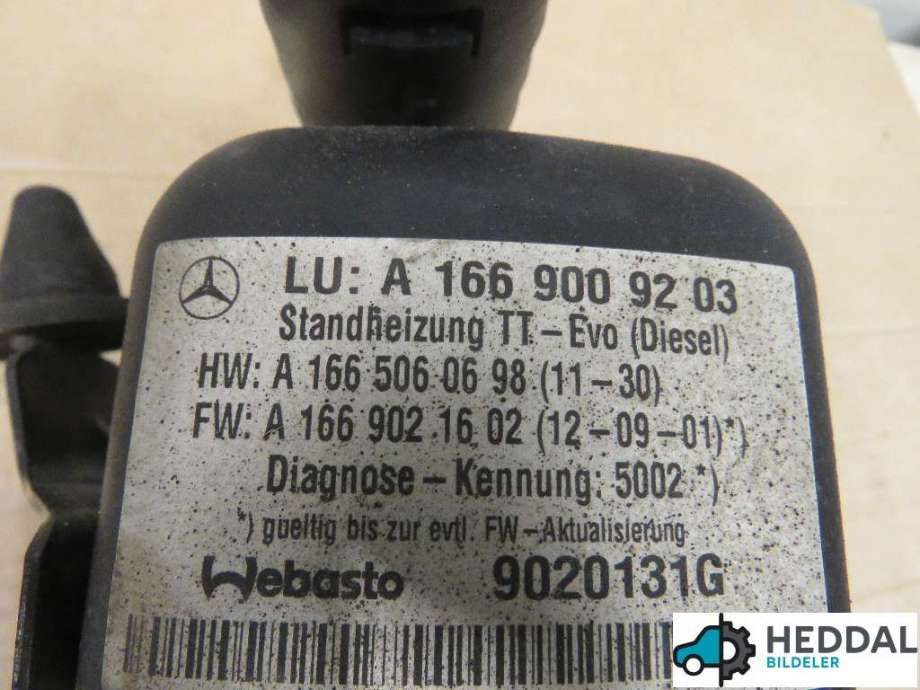 LU: A 166 900 92 03
Standheizung TT – Evo (Diesel)
HW: A 166 506 06 98 (11 – 30)
FW: A 166 902 16 02 (12 – 09 – 01)*)
Diagnose – Kennung: 5002 *)
*) gueltig bis zur evtl. FW – Aktualisierung
Webasto 9020131G
HEDDAL
BILDELER